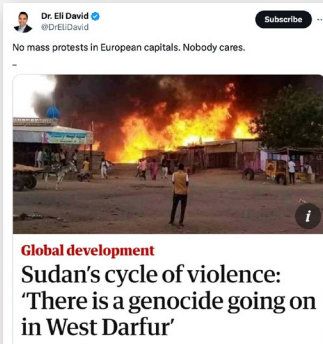 Dr. Eli David
@DrEliDavid
Subscribe
No mass protests in European capitals. Nobody cares.
Global development
Sudan's cycle of violence:
‘There is a genocide going on
in West Darfur’